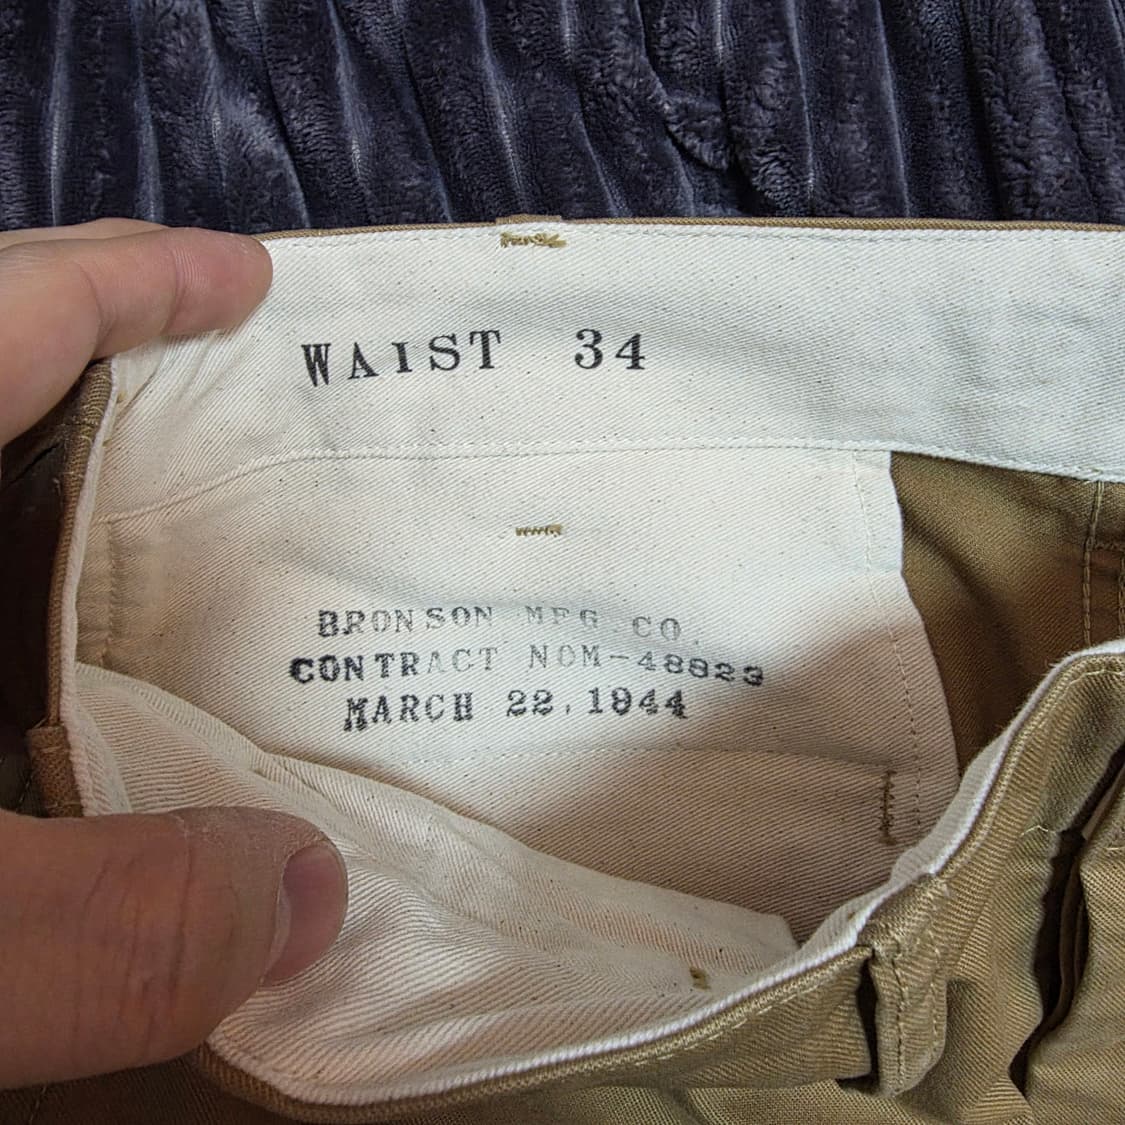 WAIST 34
BRONSON MFG. CO.
CONTRACT NOM-48823
MARCH 22, 1944